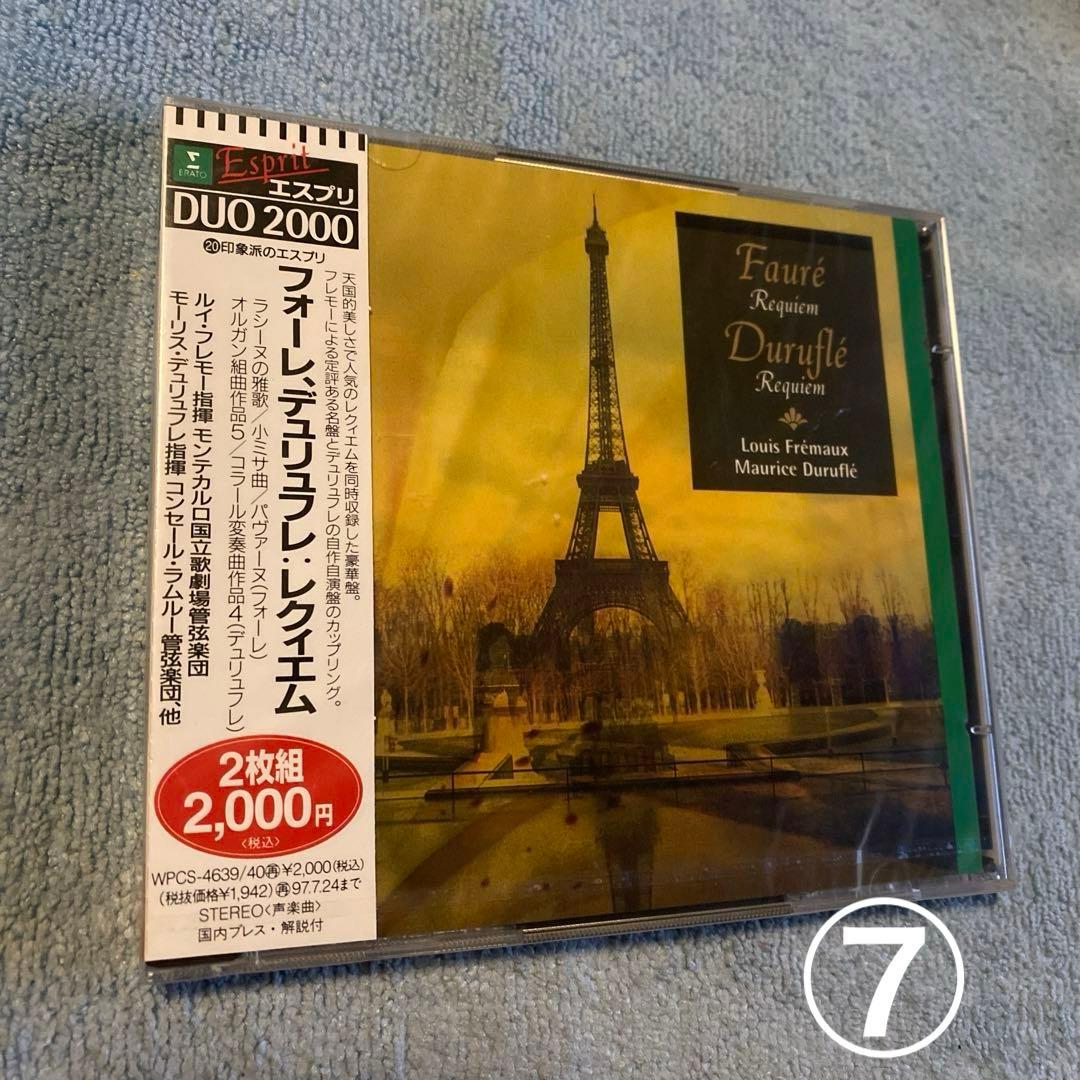 Σ
ERATO
Esprit
エスプリ
DUO 2000
⑳印象派のエスプリ
天国的美しさで人気のレクィエムを同時収録した豪華盤。
フレモーによる定評ある名盤とデュリュフレの自作自演盤のカップリング。
フォーレ、デュリュフレ：レクィエム
ラシーヌの雅歌／小ミサ曲／パヴァーヌ（フォーレ）
オルガン組曲作品5／コラール変奏曲作品4（デュリュフレ）
ルイ・フレモー指揮 モンテカルロ国立歌劇場管弦楽団
モーリス・デュリュフレ指揮 コンセール・ラムルー管弦楽団、他
2枚組
2,000円
〈税込〉
WPCS-4639/40㊢¥2,000(税込)
(税抜価格¥1,942)㊢97.7.24まで
STEREO〈声楽曲〉
国内プレス・解説付
Fauré
Requiem
Duruflé
Requiem
Louis Frémaux
Maurice Duruflé
⑦